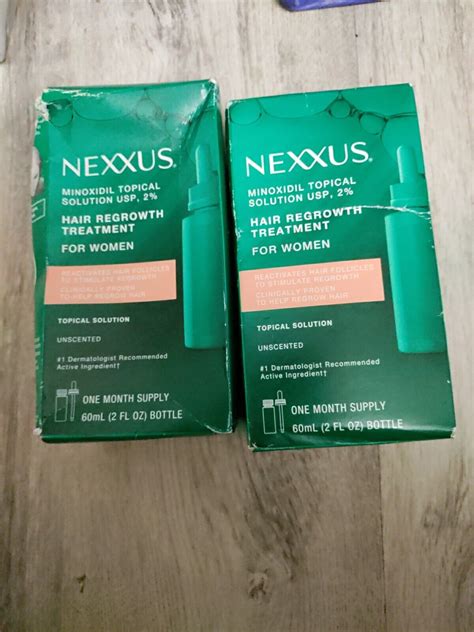 NEXXUS
MINOXIDIL TOPICAL
SOLUTION USP, 2%
HAIR REGROWTH
TREATMENT
FOR WOMEN
REACTIVATES HAIR FOLLICLES
TO STIMULATE REGROWTH
CLINICALLY PROVEN
TO HELP REGROW HAIR
TOPICAL SOLUTION
UNSCENTED
#1 Dermatologist Recommended
Active Ingredient†
ONE MONTH SUPPLY
60mL (2 FL OZ) BOTTLE
NEXXUS®
MINOXIDIL TOPICAL
SOLUTION USP, 2%
HAIR REGROWTH
TREATMENT
FOR WOMEN
REACTIVATES HAIR FOLLICLES
TO STIMULATE REGROWTH
CLINICALLY PROVEN
TO HELP REGROW HAIR
TOPICAL SOLUTION
UNSCENTED
#1 Dermatologist Recommended
Active Ingredient†
ONE MONTH SUPPLY
60mL (2 FL OZ) BOTTLE